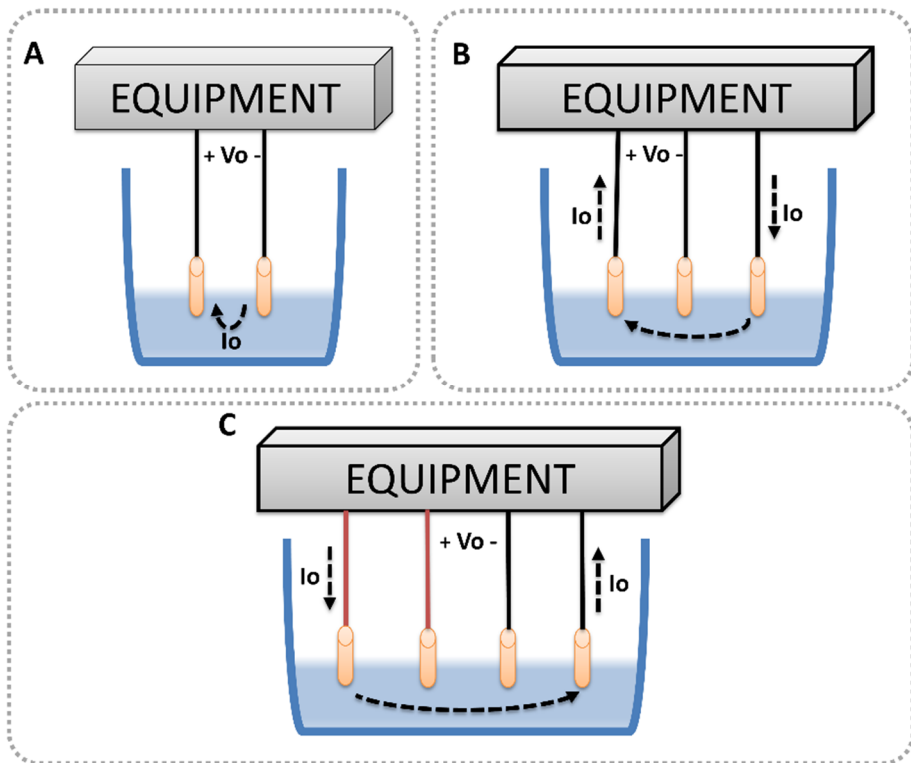 A
EQUIPMENT
+ Vo -
Io
B
EQUIPMENT
+ Vo -
Io
Io
C
EQUIPMENT
+ Vo -
Io
Io